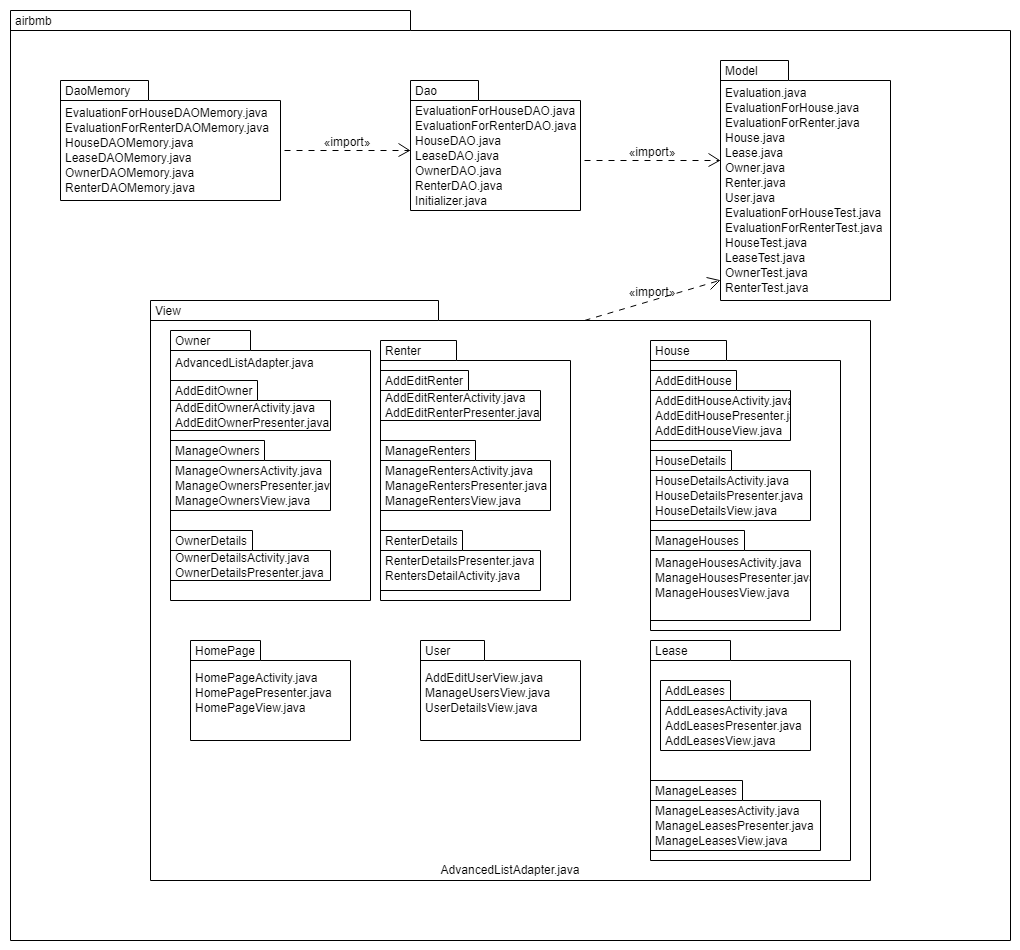 airbmb
DaoMemory
EvaluationForHouseDAOMemory.java
EvaluationForRenterDAOMemory.java
HouseDAOMemory.java
LeaseDAOMemory.java
OwnerDAOMemory.java
RenterDAOMemory.java
«import»
Dao
EvaluationForHouseDAO.java
EvaluationForRenterDAO.java
HouseDAO.java
LeaseDAO.java
OwnerDAO.java
RenterDAO.java
Initializer.java
«import»
Model
Evaluation.java
EvaluationForHouse.java
EvaluationForRenter.java
House.java
Lease.java
Owner.java
Renter.java
User.java
EvaluationForHouseTest.java
EvaluationForRenterTest.java
HouseTest.java
LeaseTest.java
OwnerTest.java
RenterTest.java
«import»
View
Owner
AdvancedListAdapter.java
AddEditOwner
AddEditOwnerActivity.java
AddEditOwnerPresenter.java
ManageOwners
ManageOwnersActivity.java
ManageOwnersPresenter.jav
ManageOwnersView.java
OwnerDetails
OwnerDetailsActivity.java
OwnerDetailsPresenter.java
Renter
AddEditRenter
AddEditRenterActivity.java
AddEditRenterPresenter.java
ManageRenters
ManageRentersActivity.java
ManageRentersPresenter.java
ManageRentersView.java
RenterDetails
RenterDetailsPresenter.java
RentersDetailActivity.java
House
AddEditHouse
AddEditHouseActivity.java
AddEditHousePresenter.j
AddEditHouseView.java
HouseDetails
HouseDetailsActivity.java
HouseDetailsPresenter.java
HouseDetailsView.java
ManageHouses
ManageHousesActivity.java
ManageHousesPresenter.java
ManageHousesView.java
HomePage
HomePageActivity.java
HomePagePresenter.java
HomePageView.java
User
AddEditUserView.java
ManageUsersView.java
UserDetailsView.java
Lease
AddLeases
AddLeasesActivity.java
AddLeasesPresenter.java
AddLeasesView.java
ManageLeases
ManageLeasesActivity.java
ManageLeasesPresenter.java
ManageLeasesView.java
AdvancedListAdapter.java